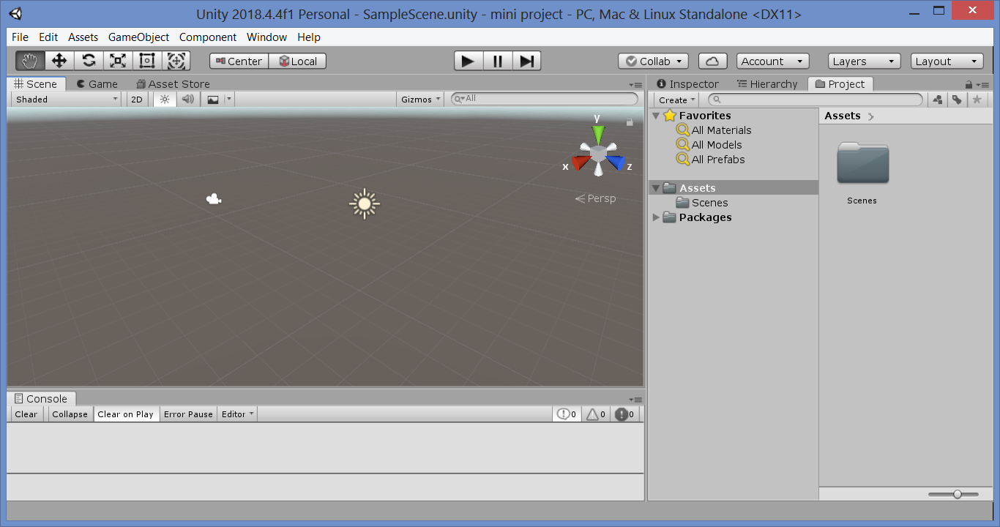 Unity 2018.4.4f1 Personal - SampleScene.unity - mini project - PC, Mac & Linux Standalone <DX11>
File Edit Assets GameObject Component Window Help
Center Local Collab Account Layers Layout
Scene Game Asset Store
Shaded 2D Gizmos All
y
x z
Persp
Inspector Hierarchy Project
Create
Favorites
All Materials
All Models
All Prefabs
Assets
Scenes
Packages
Assets
Scenes
Console
Clear Collapse Clear on Play Error Pause Editor 0 0 0